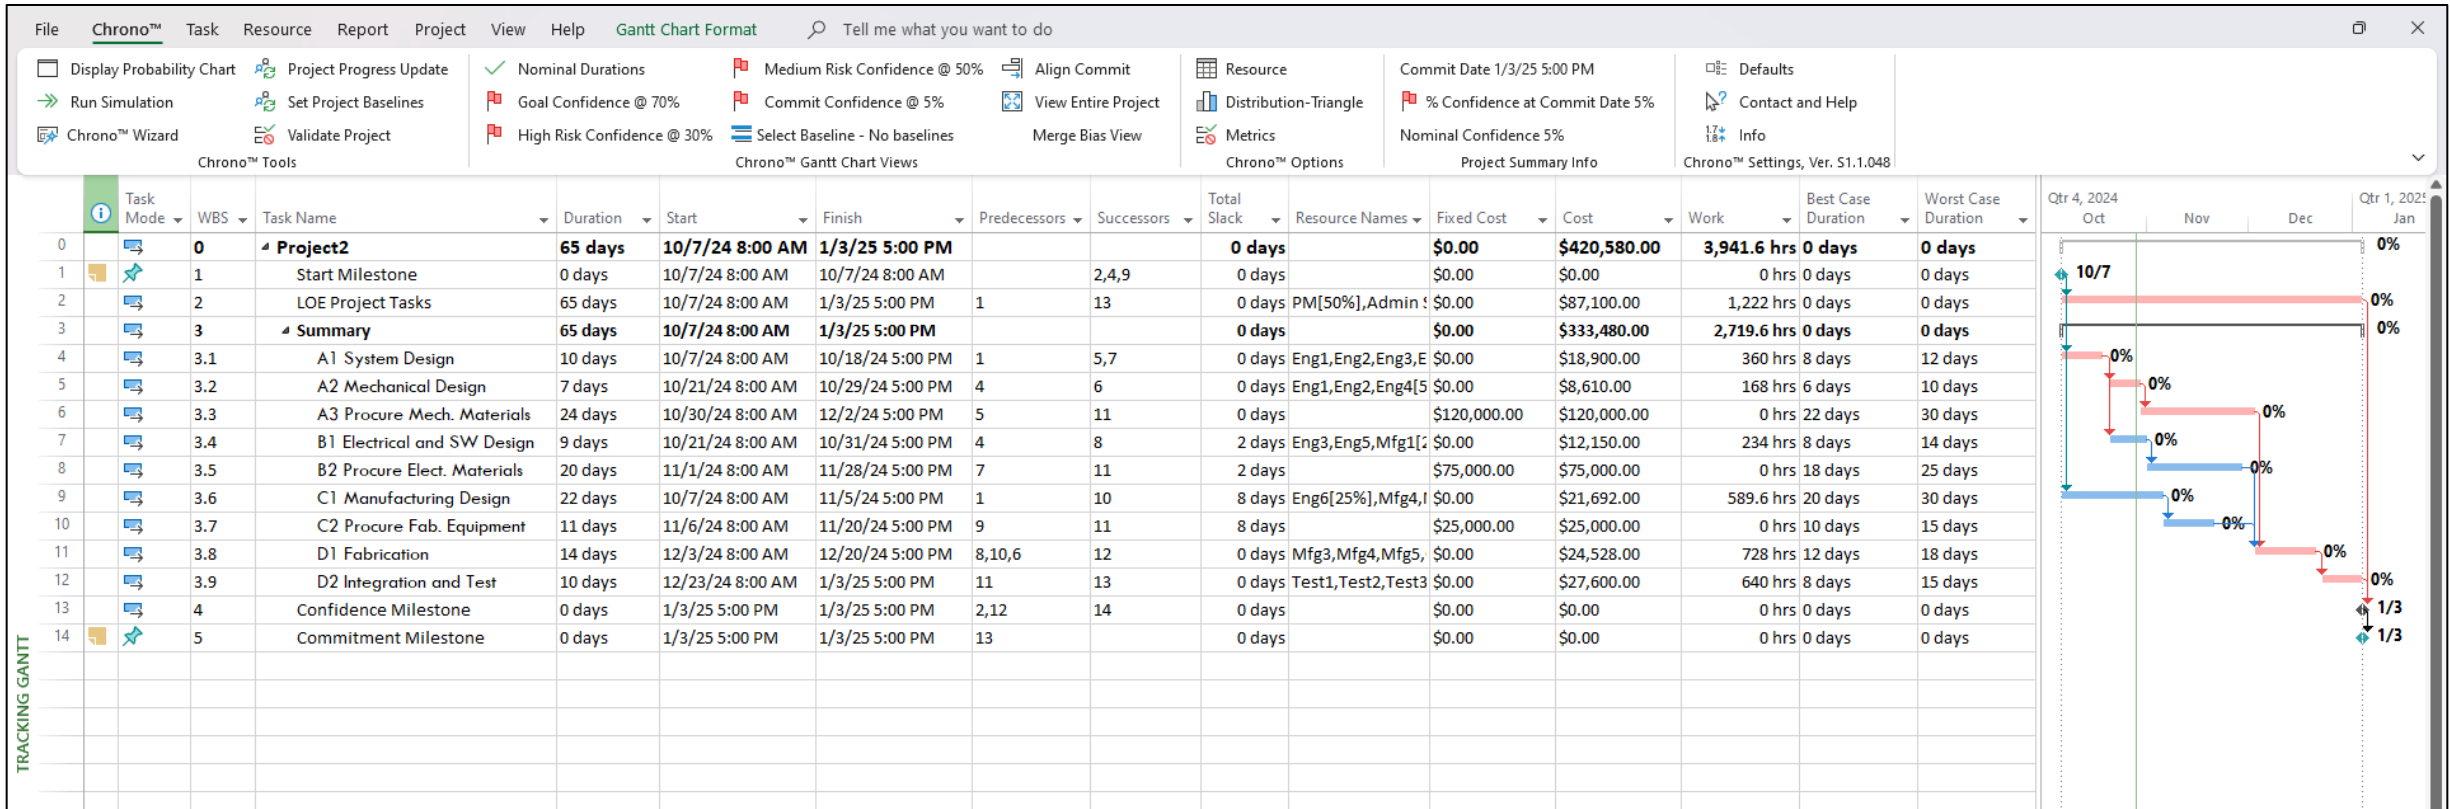 File Chrono™ Task Resource Report Project View Help Gantt Chart Format Tell me what you want to do
Display Probability Chart Project Progress Update Nominal Durations Medium Risk Confidence @ 50% Align Commit Resource Commit Date 1/3/25 5:00 PM Defaults
Run Simulation Set Project Baselines Goal Confidence @ 70% Commit Confidence @ 5% View Entire Project Distribution-Triangle % Confidence at Commit Date 5% Contact and Help
Chrono™ Wizard Validate Project High Risk Confidence @ 30% Select Baseline - No baselines Merge Bias View Metrics Nominal Confidence 5% Info
Chrono™ Tools Chrono™ Gantt Chart Views Chrono™ Options Project Summary Info Chrono™ Settings, Ver. S1.1.048
Task Mode WBS Task Name Duration Start Finish Predecessors Successors Total Slack Resource Names Fixed Cost Cost Work Best Case Duration Worst Case Duration
Qtr 4, 2024 Qtr 1, 2025
Oct Nov Dec Jan
0 0 Project2 65 days 10/7/24 8:00 AM 1/3/25 5:00 PM 0 days $0.00 $420,580.00 3,941.6 hrs 0 days 0 days 0%
1 1 Start Milestone 0 days 10/7/24 8:00 AM 10/7/24 8:00 AM 2,4,9 0 days $0.00 $0.00 0 hrs 0 days 0 days 10/7
2 2 LOE Project Tasks 65 days 10/7/24 8:00 AM 1/3/25 5:00 PM 1 13 0 days PM[50%],Admin $0.00 $87,100.00 1,222 hrs 0 days 0 days 0%
3 3 Summary 65 days 10/7/24 8:00 AM 1/3/25 5:00 PM 0 days $0.00 $333,480.00 2,719.6 hrs 0 days 0 days 0%
4 3.1 A1 System Design 10 days 10/7/24 8:00 AM 10/18/24 5:00 PM 1 5,7 0 days Eng1,Eng2,Eng3,E $0.00 $18,900.00 360 hrs 8 days 12 days 0%
5 3.2 A2 Mechanical Design 7 days 10/21/24 8:00 AM 10/29/24 5:00 PM 4 6 0 days Eng1,Eng2,Eng4[5 $0.00 $8,610.00 168 hrs 6 days 10 days 0%
6 3.3 A3 Procure Mech. Materials 24 days 10/30/24 8:00 AM 12/2/24 5:00 PM 5 11 0 days $120,000.00 $120,000.00 0 hrs 22 days 30 days 0%
7 3.4 B1 Electrical and SW Design 9 days 10/21/24 8:00 AM 10/31/24 5:00 PM 4 8 2 days Eng3,Eng5,Mfg1[2 $0.00 $12,150.00 234 hrs 8 days 14 days 0%
8 3.5 B2 Procure Elect. Materials 20 days 11/1/24 8:00 AM 11/28/24 5:00 PM 7 11 2 days $75,000.00 $75,000.00 0 hrs 18 days 25 days 0%
9 3.6 C1 Manufacturing Design 22 days 10/7/24 8:00 AM 11/5/24 5:00 PM 1 10 8 days Eng6[25%],Mfg4, $0.00 $21,692.00 589.6 hrs 20 days 30 days 0%
10 3.7 C2 Procure Fab. Equipment 11 days 11/6/24 8:00 AM 11/20/24 5:00 PM 9 11 8 days $25,000.00 $25,000.00 0 hrs 10 days 15 days 0%
11 3.8 D1 Fabrication 14 days 12/3/24 8:00 AM 12/20/24 5:00 PM 8,10,6 12 0 days Mfg3,Mfg4,Mfg5, $0.00 $24,528.00 728 hrs 12 days 18 days 0%
12 3.9 D2 Integration and Test 10 days 12/23/24 8:00 AM 1/3/25 5:00 PM 11 13 0 days Test1,Test2,Test3 $0.00 $27,600.00 640 hrs 8 days 15 days 0%
13 4 Confidence Milestone 0 days 1/3/25 5:00 PM 1/3/25 5:00 PM 2,12 14 0 days $0.00 $0.00 0 hrs 0 days 0 days 1/3
14 5 Commitment Milestone 0 days 1/3/25 5:00 PM 1/3/25 5:00 PM 13 0 days $0.00 $0.00 0 hrs 0 days 0 days 1/3
TRACKING GANTT